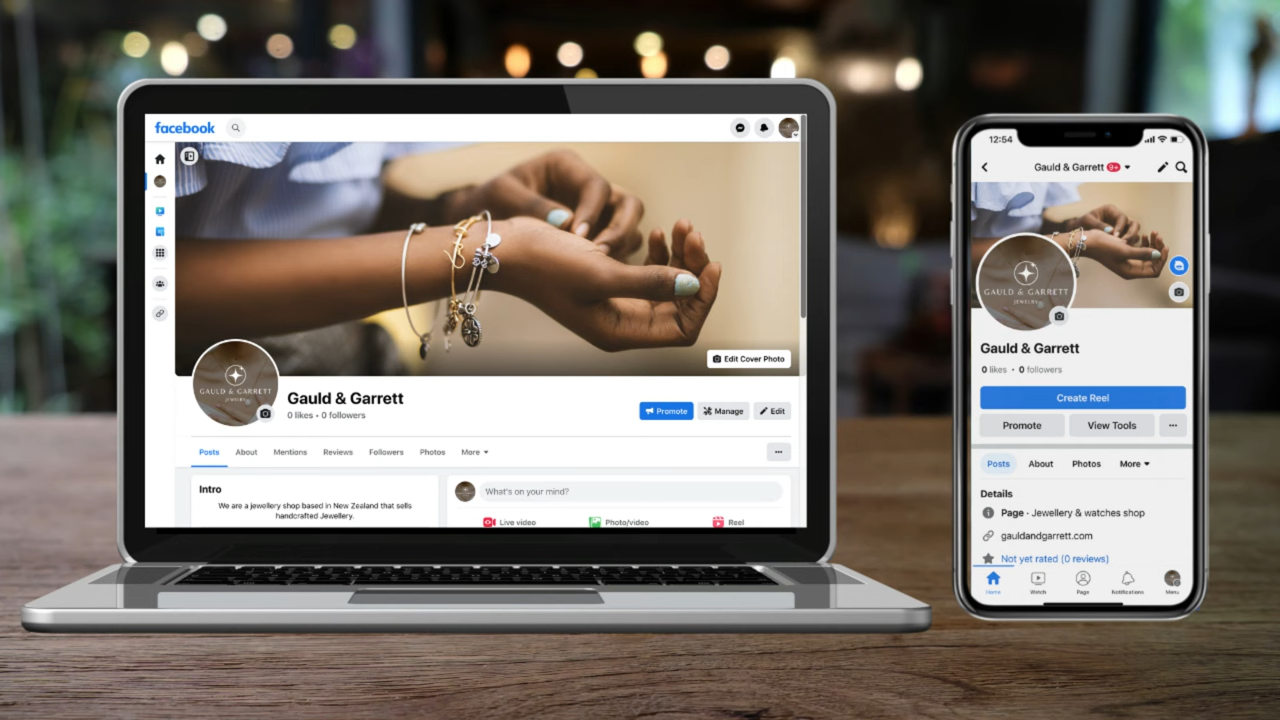 facebook
Edit Cover Photo
GAULD & GARRETT
JEWELRY
Gauld & Garrett
0 likes • 0 followers
Promote
Manage
Edit
Posts
About
Mentions
Reviews
Followers
Photos
More
Intro
We are a jewellery shop based in New Zealand that sells
handcrafted Jewellery.
What's on your mind?
Live video
Photo/video
Reel
12:54
Gauld & Garrett 9+
GAULD & GARRETT
JEWELRY
Gauld & Garrett
0 likes • 0 followers
Create Reel
Promote
View Tools
Posts
About
Photos
More
Details
Page · Jewellery & watches shop
gauldandgarrett.com
Not yet rated (0 reviews)
Home
Watch
Page
Notifications
Menu